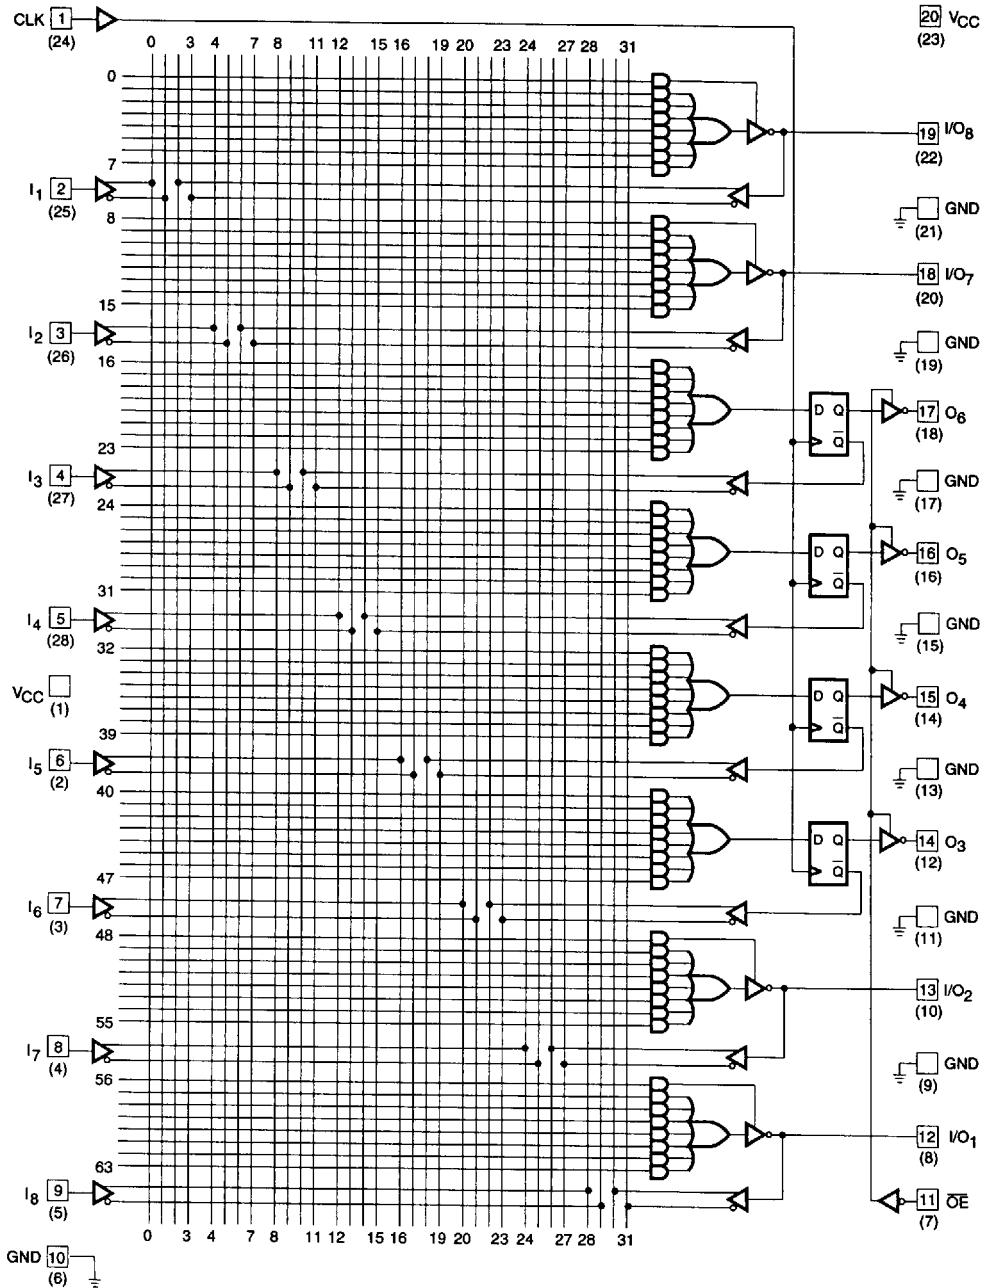 CLK 1
(24)
20 VCC
(23)
0 3 4 7 8 11 12 15 16 19 20 23 24 27 28 31
0
19 I/O8
(22)
7
I1 2
(25)
GND
(21)
8
18 I/O7
(20)
15
I2 3
(26)
GND
(19)
16
D Q
Q
17 O6
(18)
23
I3 4
(27)
GND
(17)
24
D Q
Q
16 O5
(16)
31
I4 5
(28)
GND
(15)
32
VCC
(1)
D Q
Q
15 O4
(14)
39
I5 6
(2)
GND
(13)
40
D Q
Q
14 O3
(12)
47
I6 7
(3)
GND
(11)
48
13 I/O2
(10)
55
I7 8
(4)
GND
(9)
56
12 I/O1
(8)
63
I8 9
(5)
11 OE
(7)
0 3 4 7 8 11 12 15 16 19 20 23 24 27 28 31
GND 10
(6)